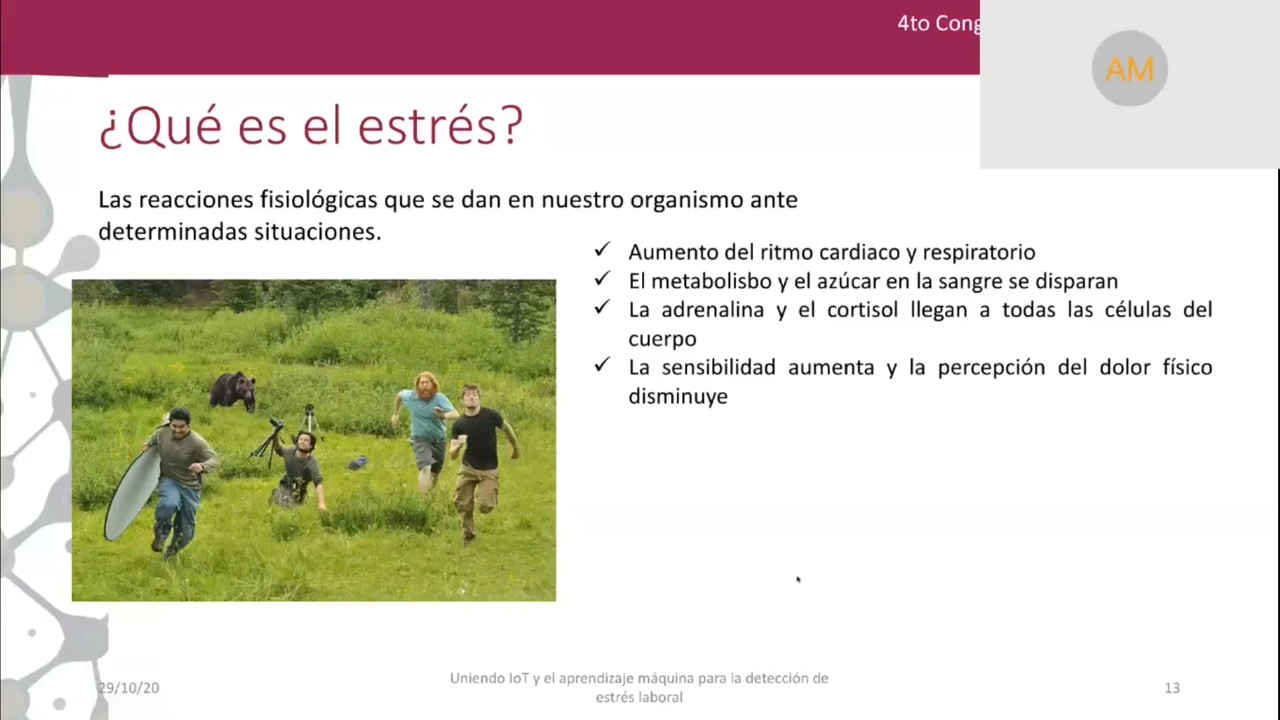 4to Cong
AM
¿Qué es el estrés?
Las reacciones fisiológicas que se dan en nuestro organismo ante
determinadas situaciones.
✓ Aumento del ritmo cardiaco y respiratorio
✓ El metabolisbo y el azúcar en la sangre se disparan
✓ La adrenalina y el cortisol llegan a todas las células del
cuerpo
✓ La sensibilidad aumenta y la percepción del dolor físico
disminuye
29/10/20
Uniendo IoT y el aprendizaje máquina para la detección de
estrés laboral
13